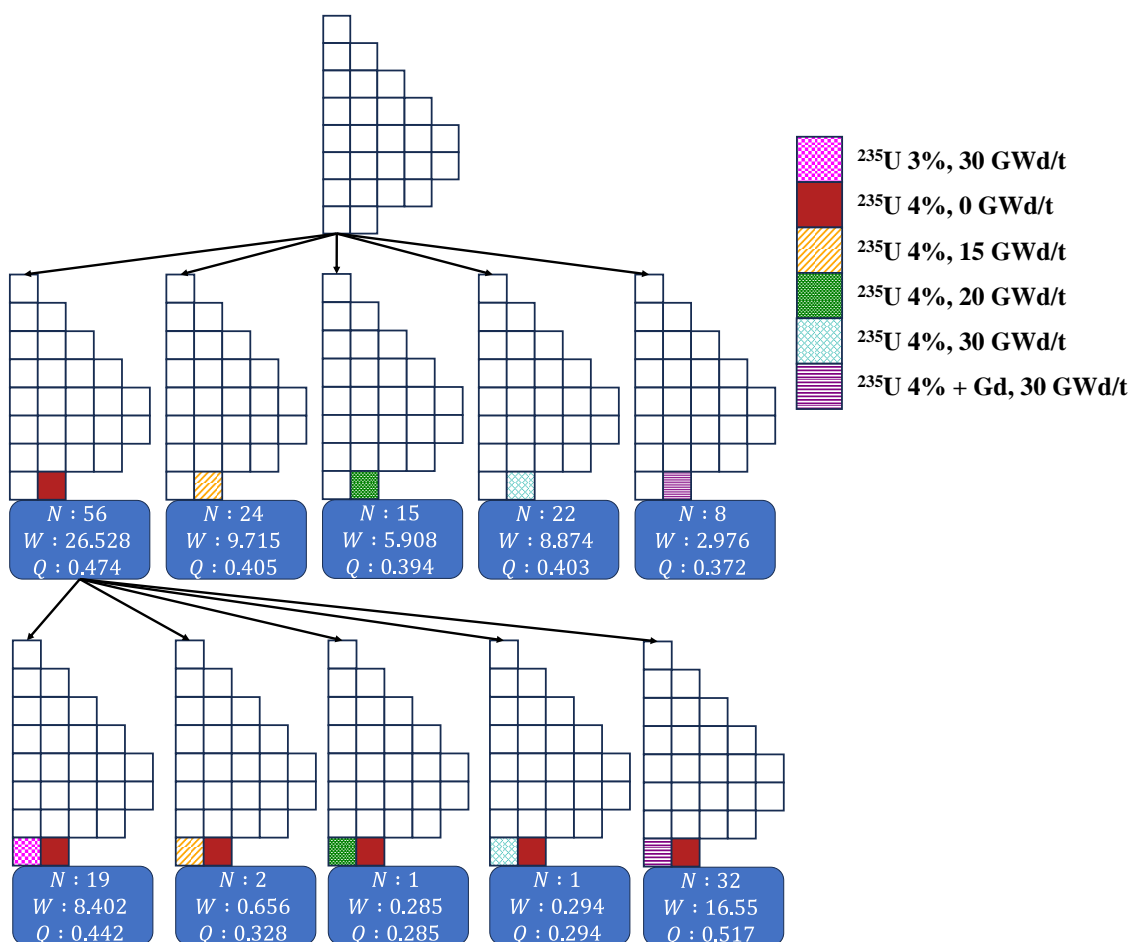 ²³⁵U 3%, 30 GWd/t
²³⁵U 4%, 0 GWd/t
²³⁵U 4%, 15 GWd/t
²³⁵U 4%, 20 GWd/t
²³⁵U 4%, 30 GWd/t
²³⁵U 4% + Gd, 30 GWd/t
N : 56
W : 26.528
Q : 0.474
N : 24
W : 9.715
Q : 0.405
N : 15
W : 5.908
Q : 0.394
N : 22
W : 8.874
Q : 0.403
N : 8
W : 2.976
Q : 0.372
N : 19
W : 8.402
Q : 0.442
N : 2
W : 0.656
Q : 0.328
N : 1
W : 0.285
Q : 0.285
N : 1
W : 0.294
Q : 0.294
N : 32
W : 16.55
Q : 0.517